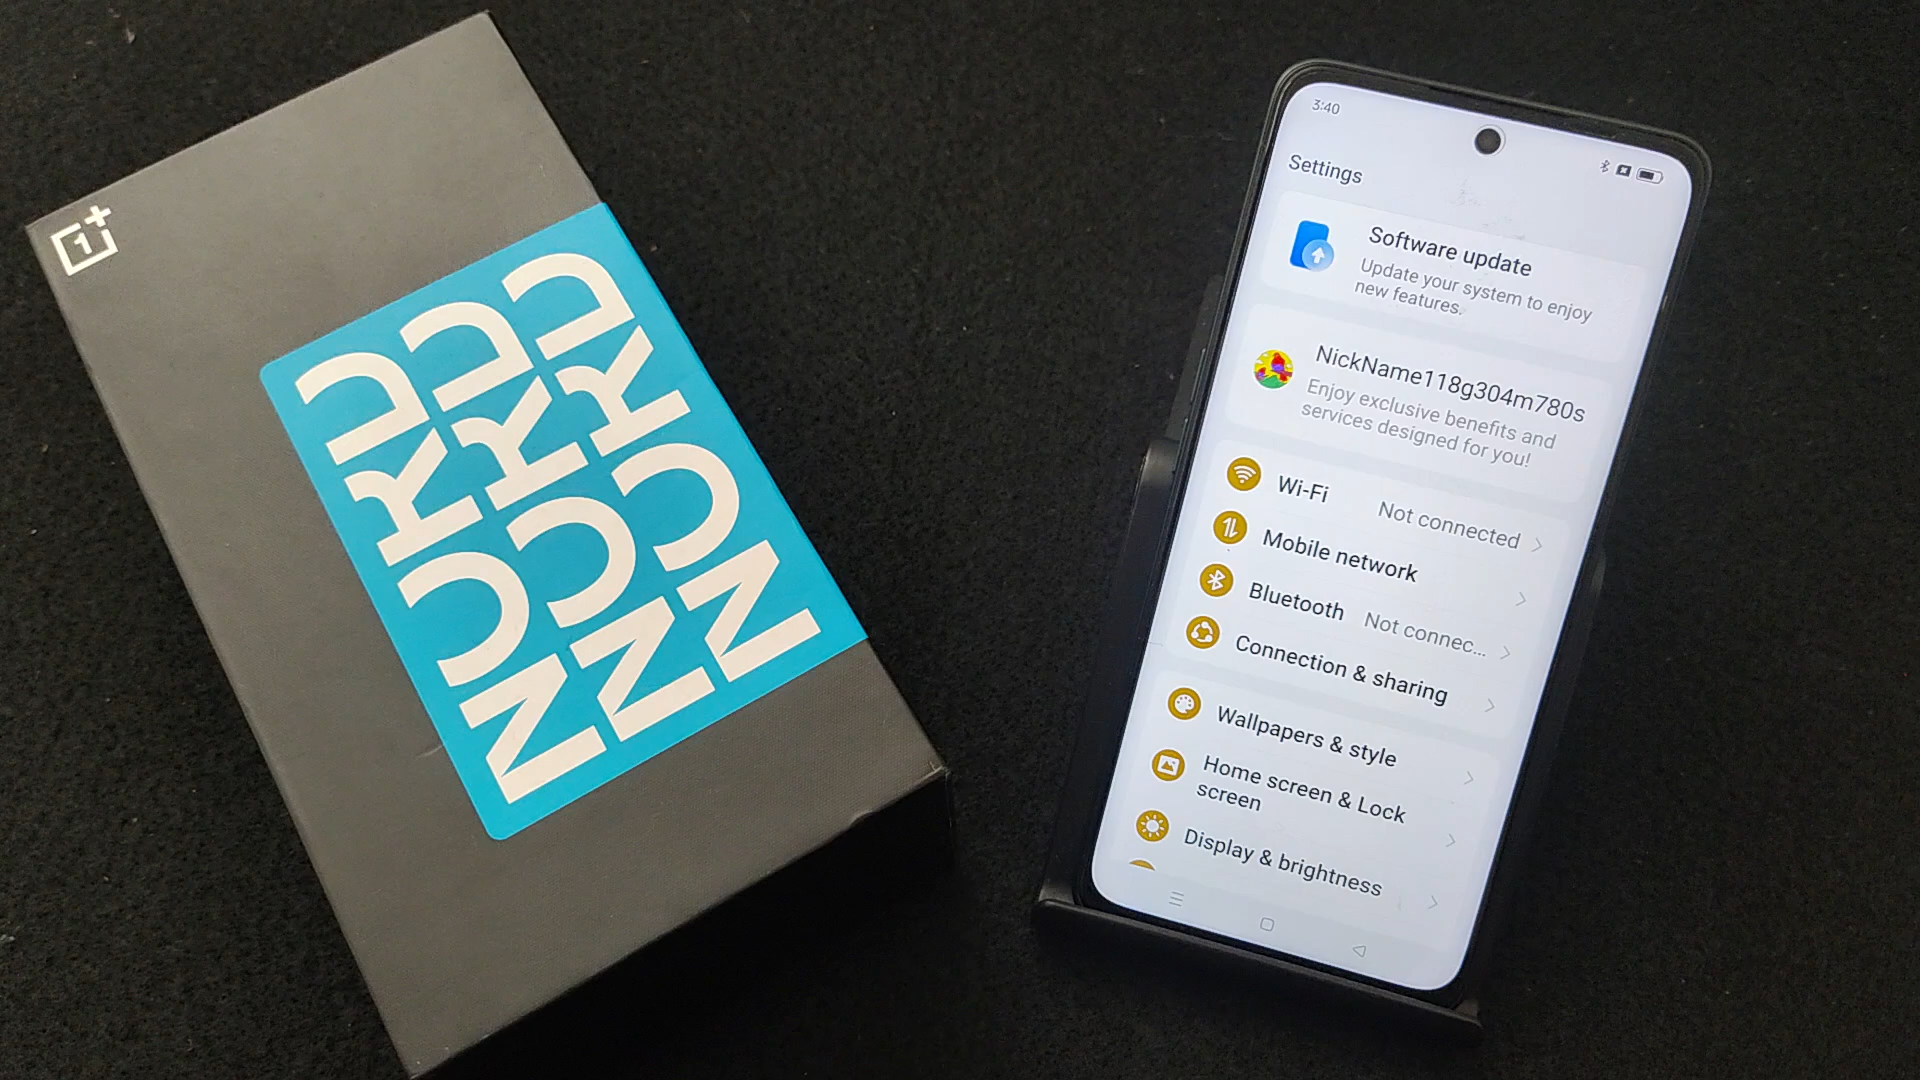 1+
NORD
NORD
NORD
3:40
Settings
Software update
Update your system to enjoy
new features.
NickName118g304m780s
Enjoy exclusive benefits and
services designed for you!
Wi-Fi Not connected
Mobile network
Bluetooth Not connec...
Connection & sharing
Wallpapers & style
Home screen & Lock
screen
Display & brightness